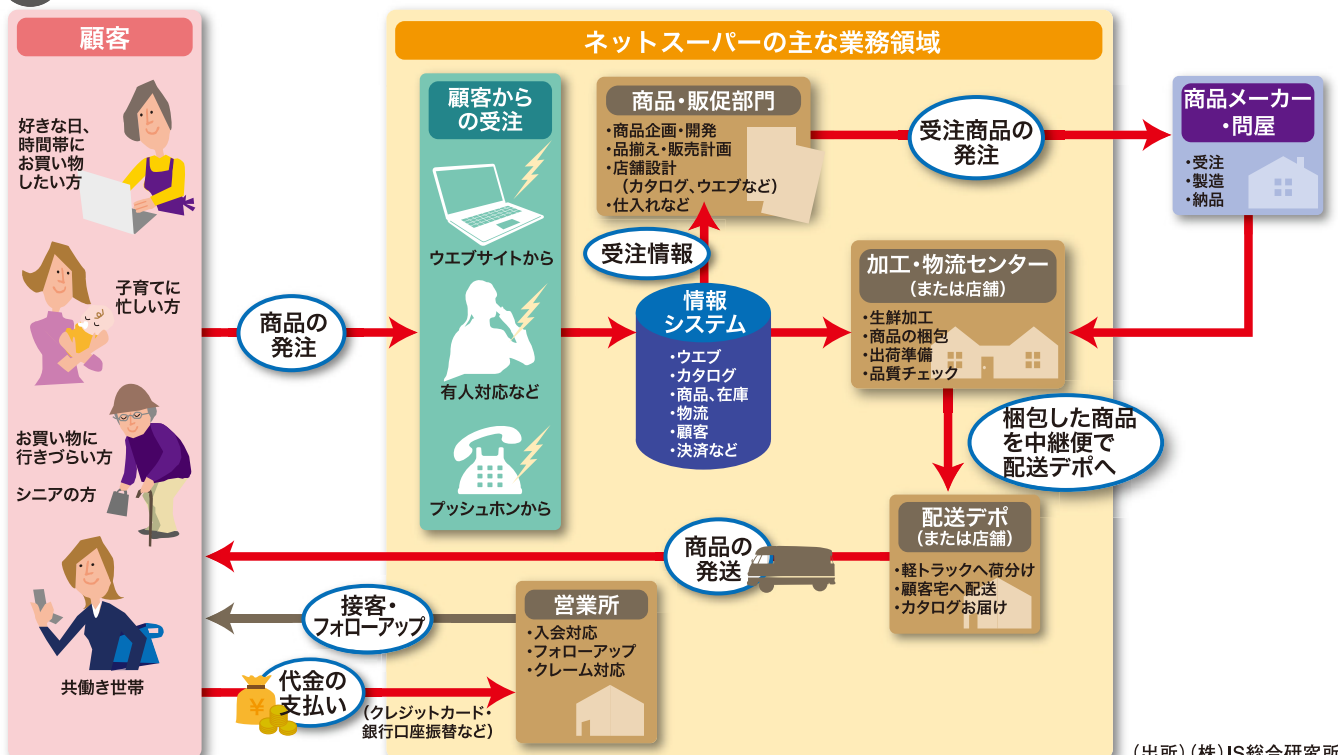 顧客
好きな日、
時間帯に
お買い物
したい方
子育てに
忙しい方
お買い物に
行きづらい方
シニアの方
共働き世帯
商品の
発注
ネットスーパーの主な業務領域
顧客から
の受注
ウエブサイトから
有人対応など
プッシュホンから
商品・販促部門
・商品企画・開発
・品揃え・販売計画
・店舗設計
（カタログ、ウエブなど）
・仕入れなど
受注情報
情報
システム
・ウエブ
・カタログ
・商品、在庫
・物流
・顧客
・決済など
受注商品の
発注
商品メーカー
・問屋
・受注
・製造
・納品
加工・物流センター
（または店舗）
・生鮮加工
・商品の梱包
・出荷準備
・品質チェック
梱包した商品
を中継便で
配送デポへ
配送デポ
（または店舗）
・軽トラックへ荷分け
・顧客宅へ配送
・カタログお届け
商品の
発送
接客・
フォローアップ
営業所
・入会対応
・フォローアップ
・クレーム対応
¥
代金の
支払い
（クレジットカード・
銀行口座振替など）
（出所）（株）IS総合研究所